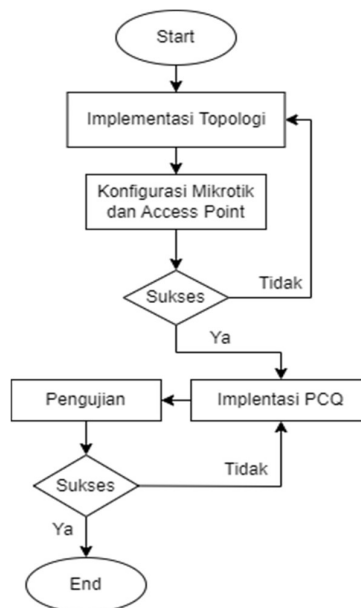 Start
Implementasi Topologi
Konfigurasi Mikrotik
dan Access Point
Sukses
Tidak
Ya
Pengujian
Implentasi PCQ
Sukses
Tidak
Ya
End